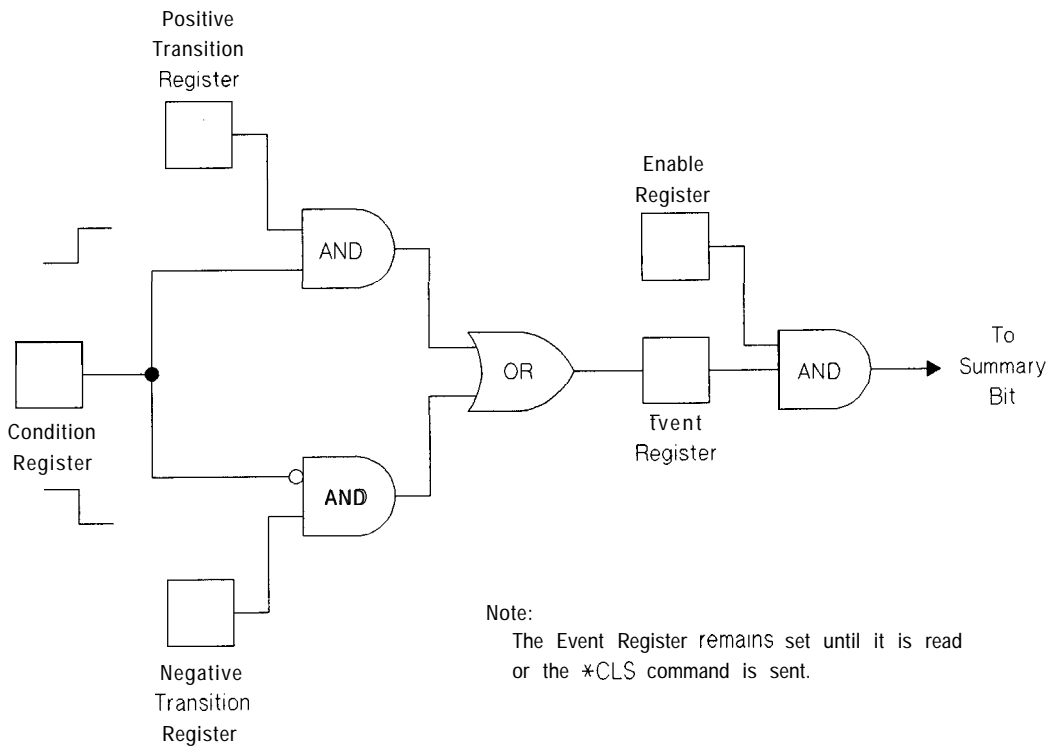 Positive
Transition
Register
Enable
Register
AND
To
Summary
Bit
OR
AND
Condition
Register
Event
Register
AND
Note:
The Event Register remains set until it is read
or the *CLS command is sent.
Negative
Transition
Register